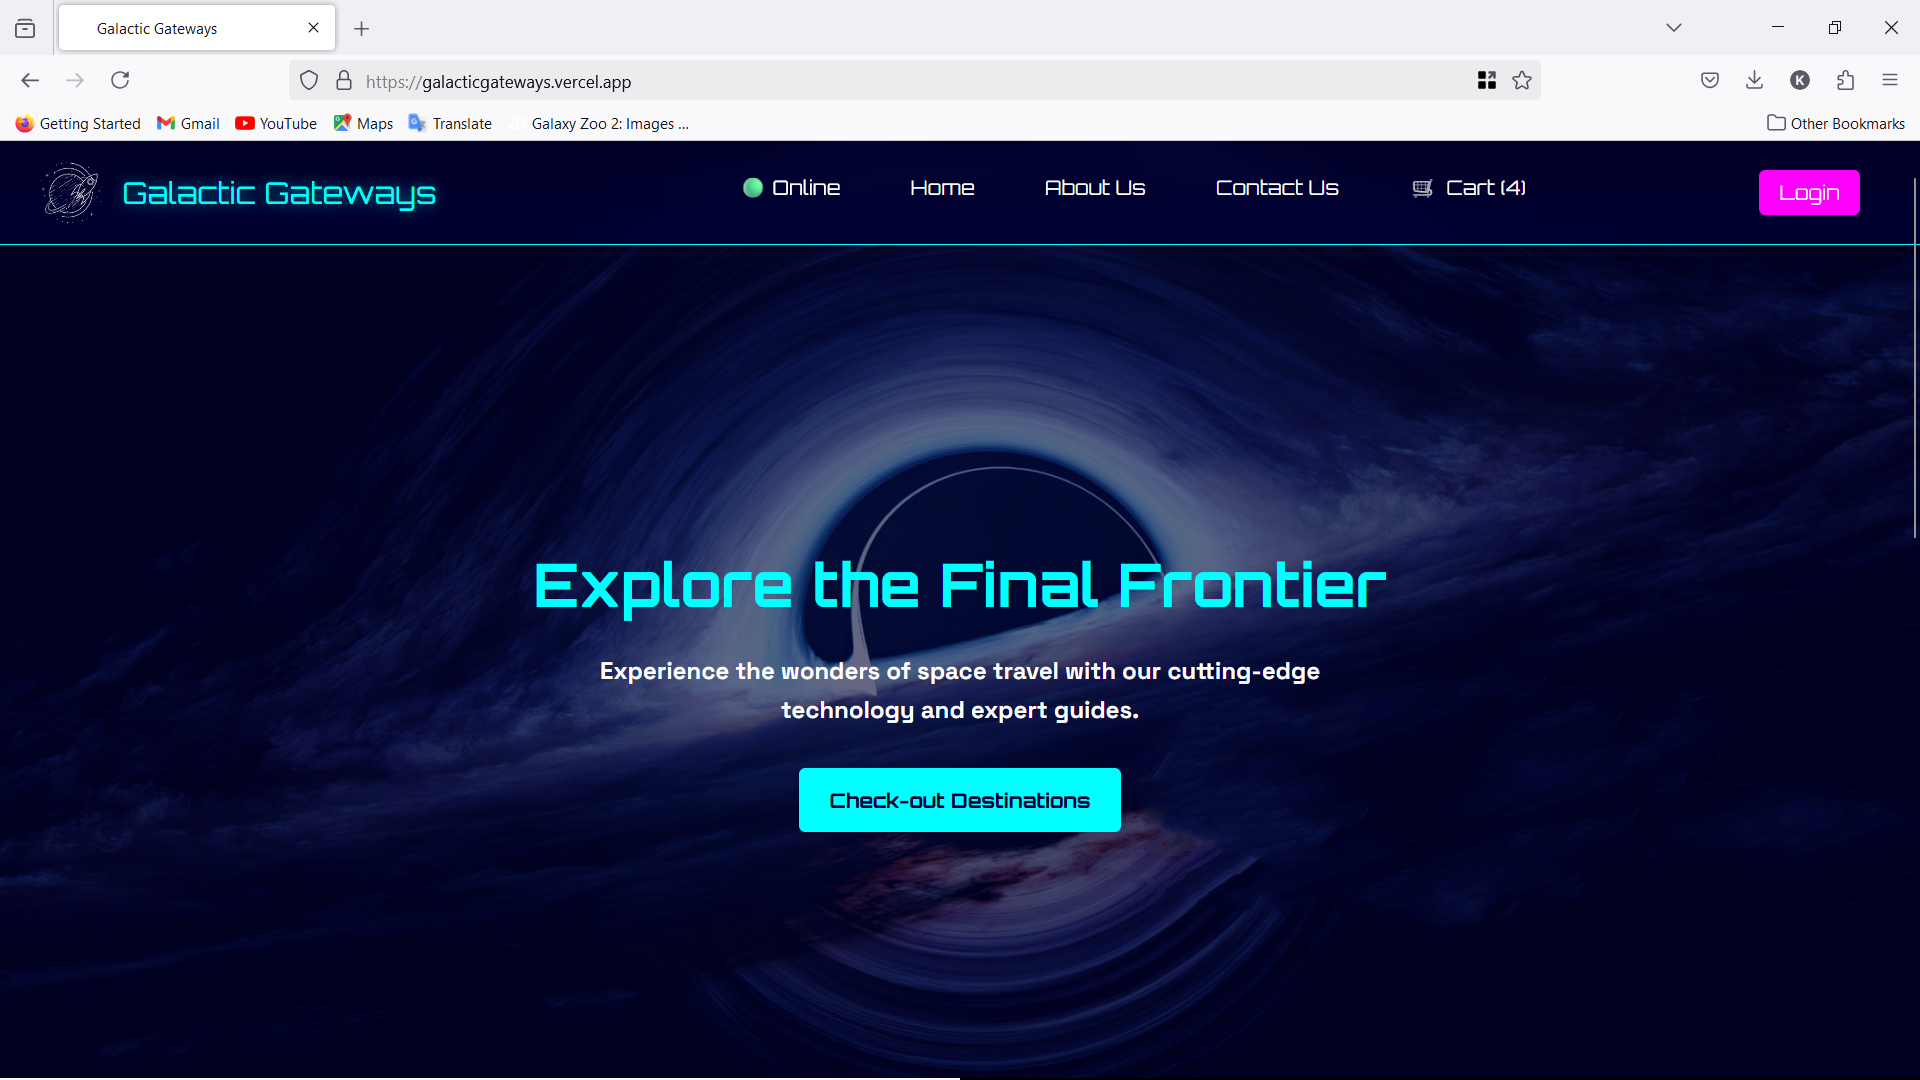 Galactic Gateways
https://galacticgateways.vercel.app
K
Getting Started
Gmail
YouTube
Maps
Translate
Galaxy Zoo 2: Images ...
Other Bookmarks
Galactic Gateways
Online
Home
About Us
Contact Us
Cart (4)
Login
Explore the Final Frontier
Experience the wonders of space travel with our cutting-edge
technology and expert guides.
Check-out Destinations